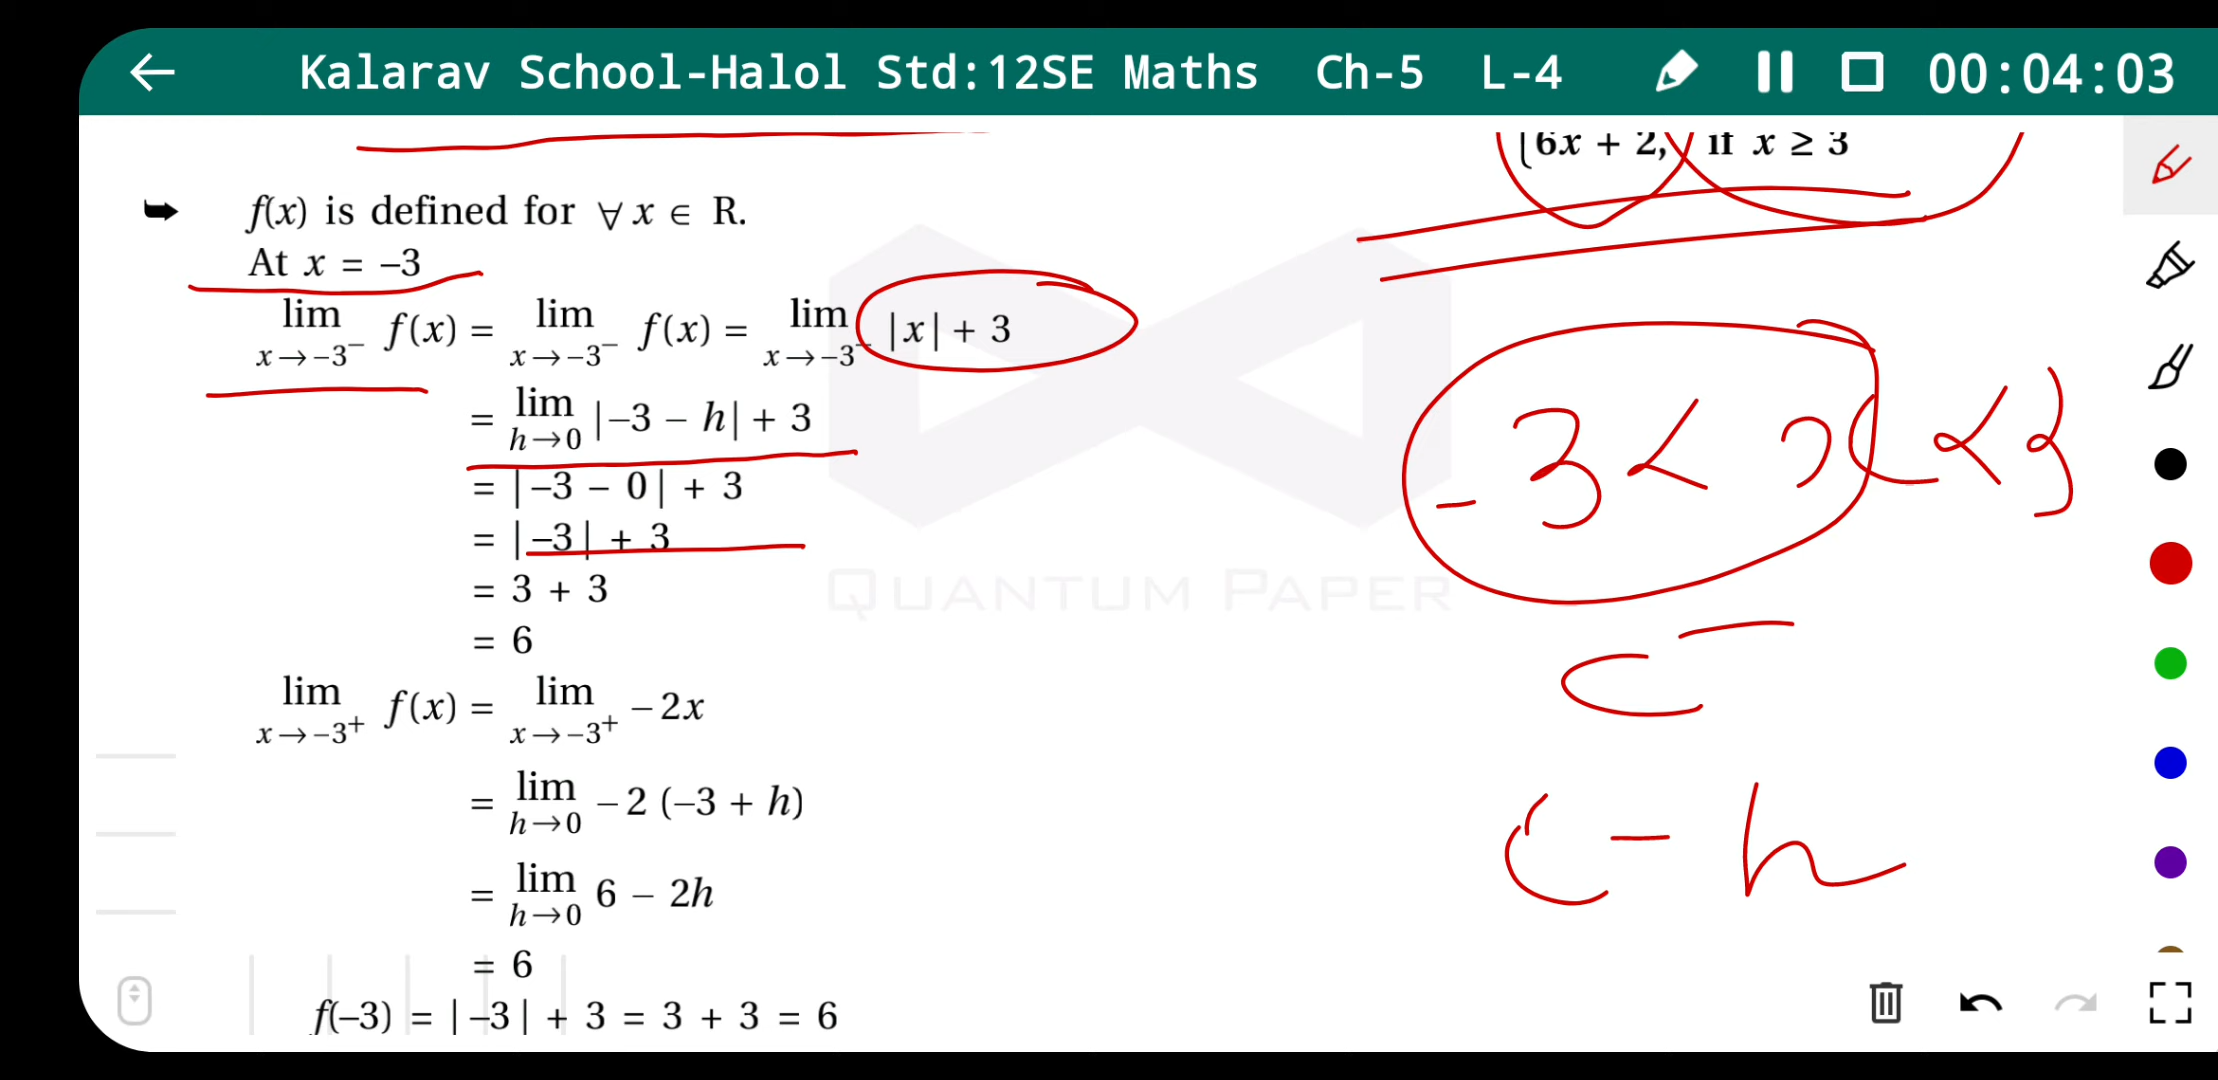 Kalarav School-Halol Std:12SE Maths Ch-5 L-4 00:04:03
6x + 2, if x ≥ 3
f(x) is defined for ∀ x ∈ R.
At x = –3
lim x→–3⁻ f(x) = lim x→–3⁻ f(x) = lim x→–3⁻ |x| + 3
= lim h→0 |–3 – h| + 3
= |–3 – 0| + 3
= |–3| + 3
= 3 + 3
= 6
lim x→–3⁺ f(x) = lim x→–3⁺ – 2x
= lim h→0 – 2 (–3 + h)
= lim h→0 6 – 2h
= 6
f(–3) = |–3| + 3 = 3 + 3 = 6
- 3 < x < 3
c⁻
c - h
QUANTUM PAPER